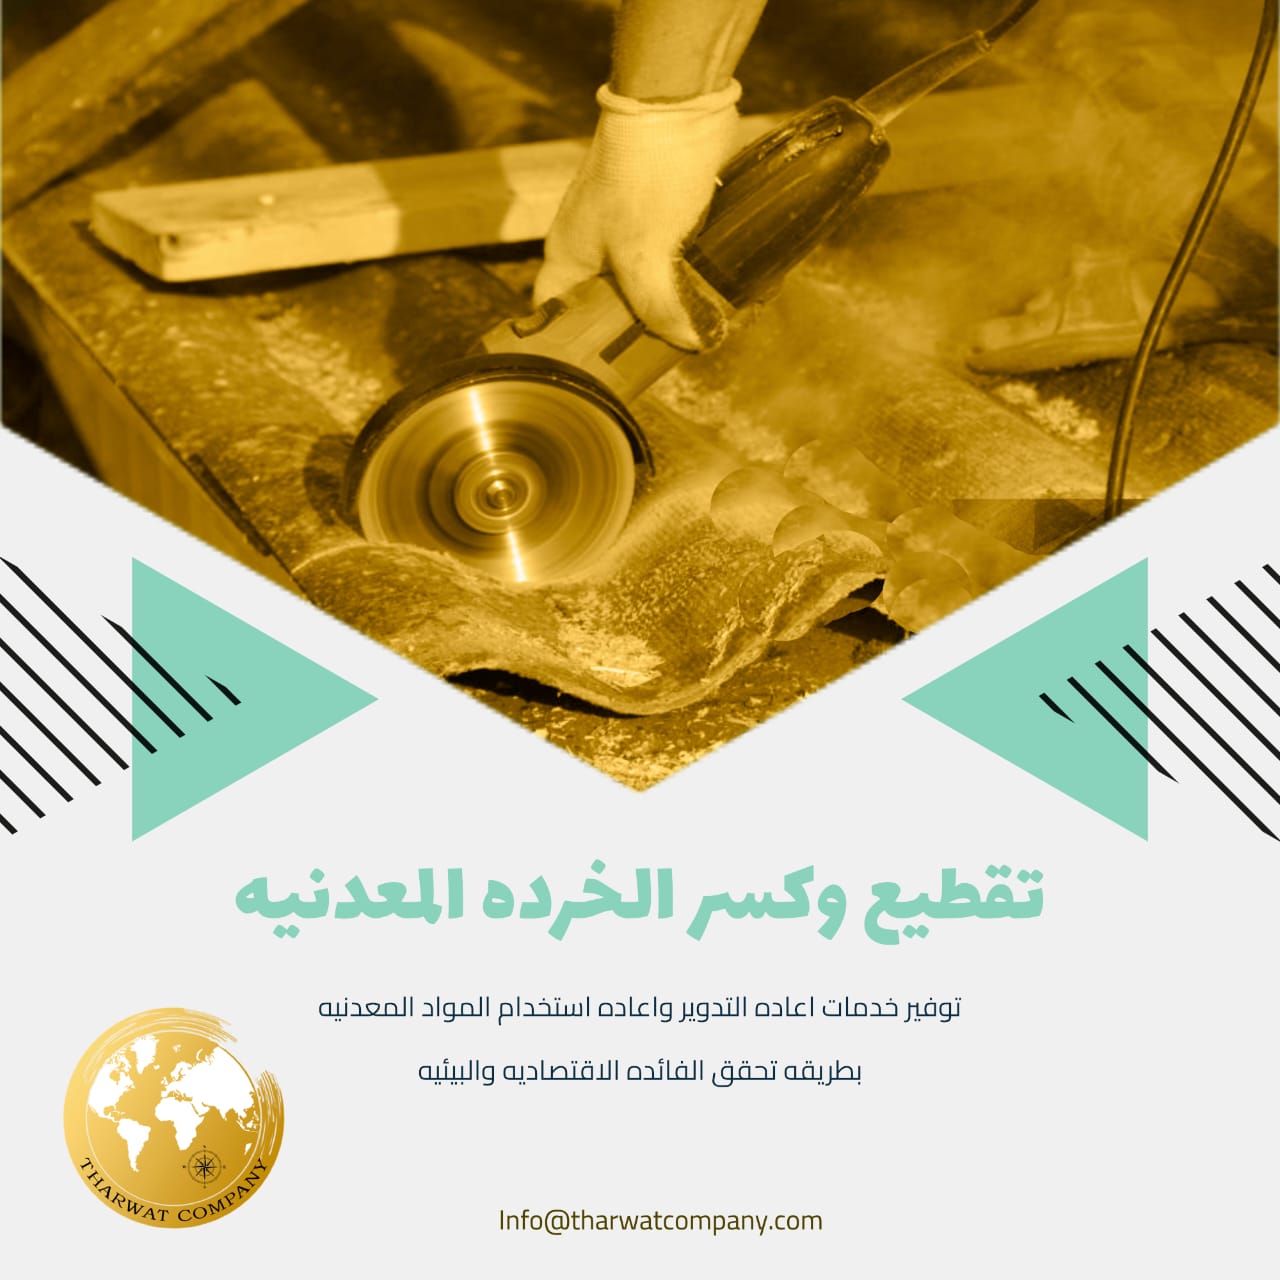 تقطيع وكسر الخرده المعدنيه
توفير خدمات اعاده التدوير واعاده استخدام المواد المعدنيه
بطريقه تحقق الفائده الاقتصاديه والبيئيه
THARWAT COMPANY
Info@tharwatcompany.com